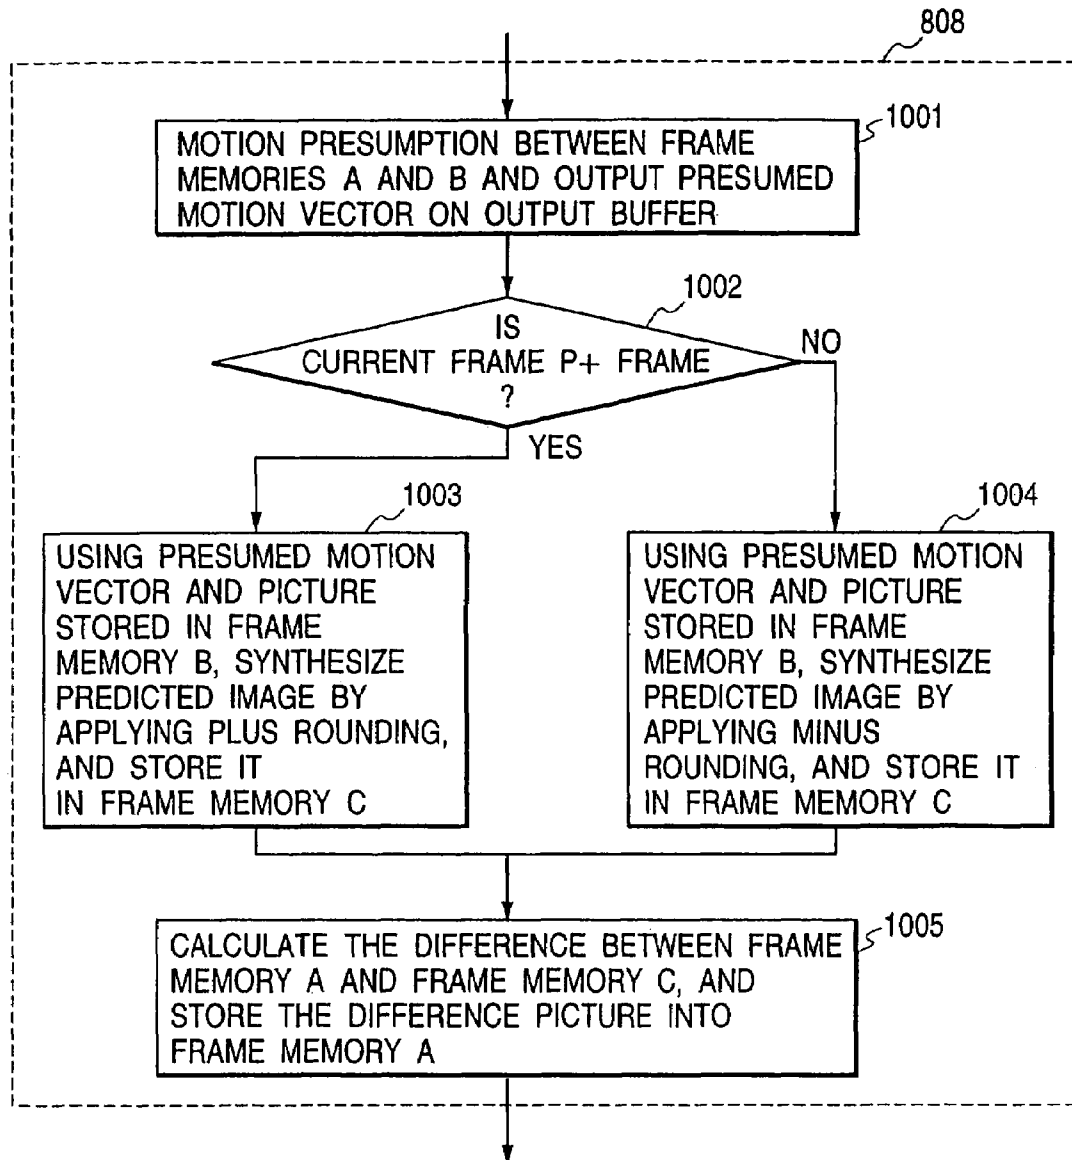 808
1001
MOTION PRESUMPTION BETWEEN FRAME
MEMORIES A AND B AND OUTPUT PRESUMED
MOTION VECTOR ON OUTPUT BUFFER
1002
IS
CURRENT FRAME P+ FRAME
?
NO
YES
1003
USING PRESUMED MOTION
VECTOR AND PICTURE
STORED IN FRAME
MEMORY B, SYNTHESIZE
PREDICTED IMAGE BY
APPLYING PLUS ROUNDING,
AND STORE IT
IN FRAME MEMORY C
1004
USING PRESUMED MOTION
VECTOR AND PICTURE
STORED IN FRAME
MEMORY B, SYNTHESIZE
PREDICTED IMAGE BY
APPLYING MINUS
ROUNDING, AND STORE IT
IN FRAME MEMORY C
1005
CALCULATE THE DIFFERENCE BETWEEN FRAME
MEMORY A AND FRAME MEMORY C, AND
STORE THE DIFFERENCE PICTURE INTO
FRAME MEMORY A